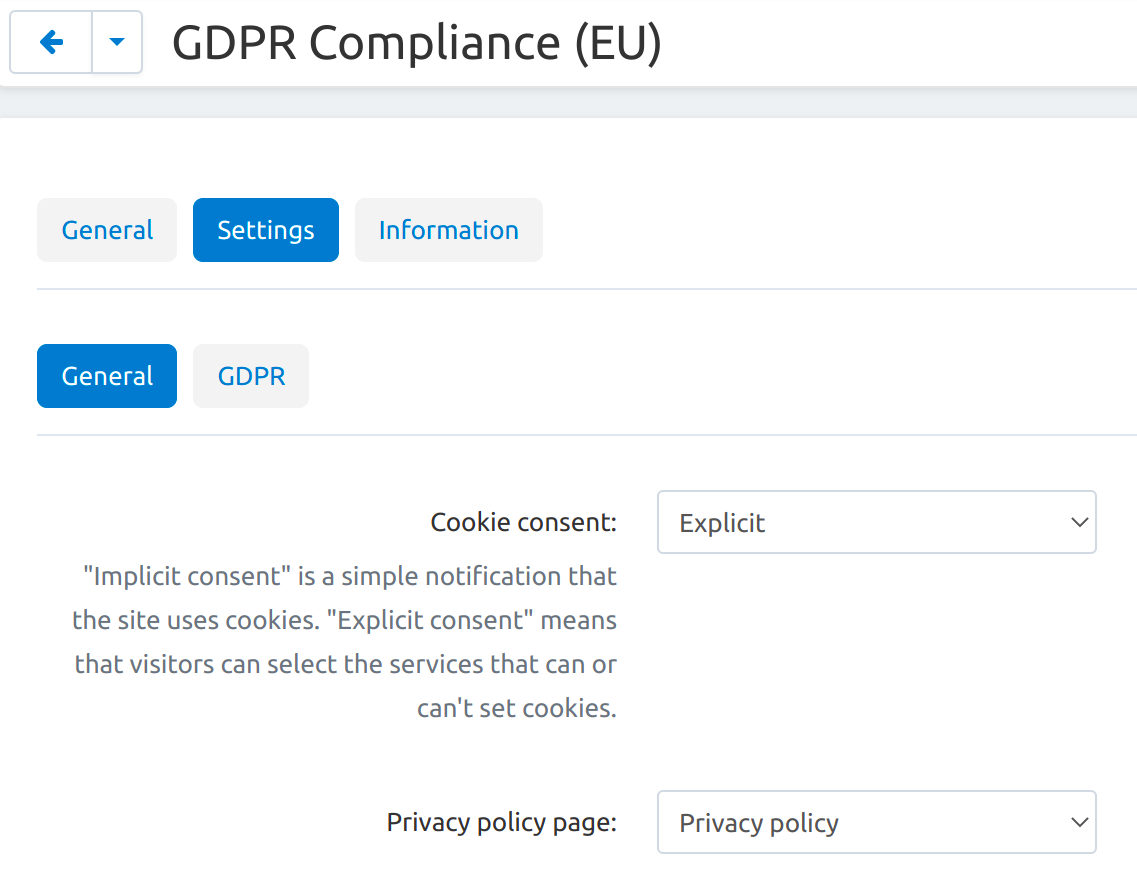 GDPR Compliance (EU)
General Settings Information
General GDPR
Cookie consent: Explicit
"Implicit consent" is a simple notification that
the site uses cookies. "Explicit consent" means
that visitors can select the services that can or
can't set cookies.
Privacy policy page: Privacy policy